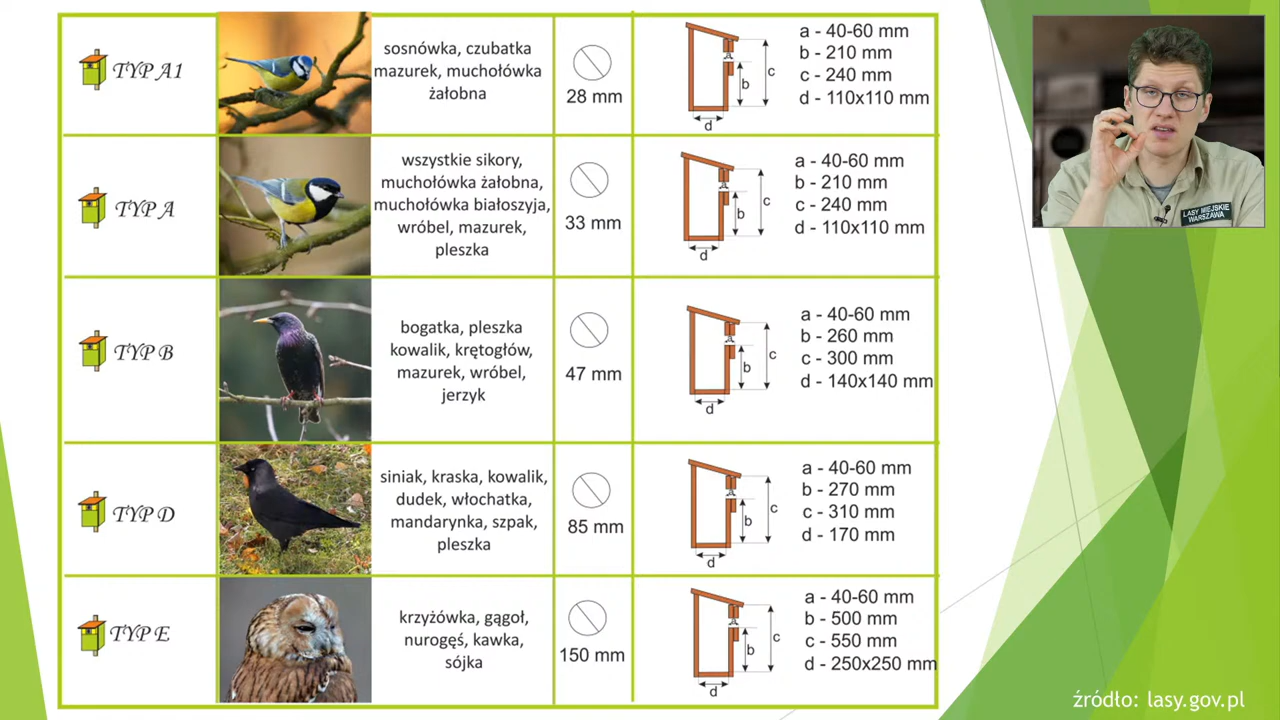 TYP A1
sosnówka, czubatka
mazurek, muchołówka
żałobna
28 mm
b
c
d
a - 40-60 mm
b - 210 mm
c - 240 mm
d - 110x110 mm
LASY MIEJSKIE
WARSZAWA
TYP A
wszystkie sikory,
muchołówka żałobna,
muchołówka białoszyja,
wróbel, mazurek,
pleszka
33 mm
b
c
d
a - 40-60 mm
b - 210 mm
c - 240 mm
d - 110x110 mm
TYP B
bogatka, pleszka
kowalik, krętogłów,
mazurek, wróbel,
jerzyk
47 mm
b
c
d
a - 40-60 mm
b - 260 mm
c - 300 mm
d - 140x140 mm
TYP D
siniak, kraska, kowalik,
dudek, włochatka,
mandarynka, szpak,
pleszka
85 mm
b
c
d
a - 40-60 mm
b - 270 mm
c - 310 mm
d - 170 mm
TYP E
krzyżówka, gągoł,
nurogęś, kawka,
sójka
150 mm
b
c
d
a - 40-60 mm
b - 500 mm
c - 550 mm
d - 250x250 mm
źródło: lasy.gov.pl